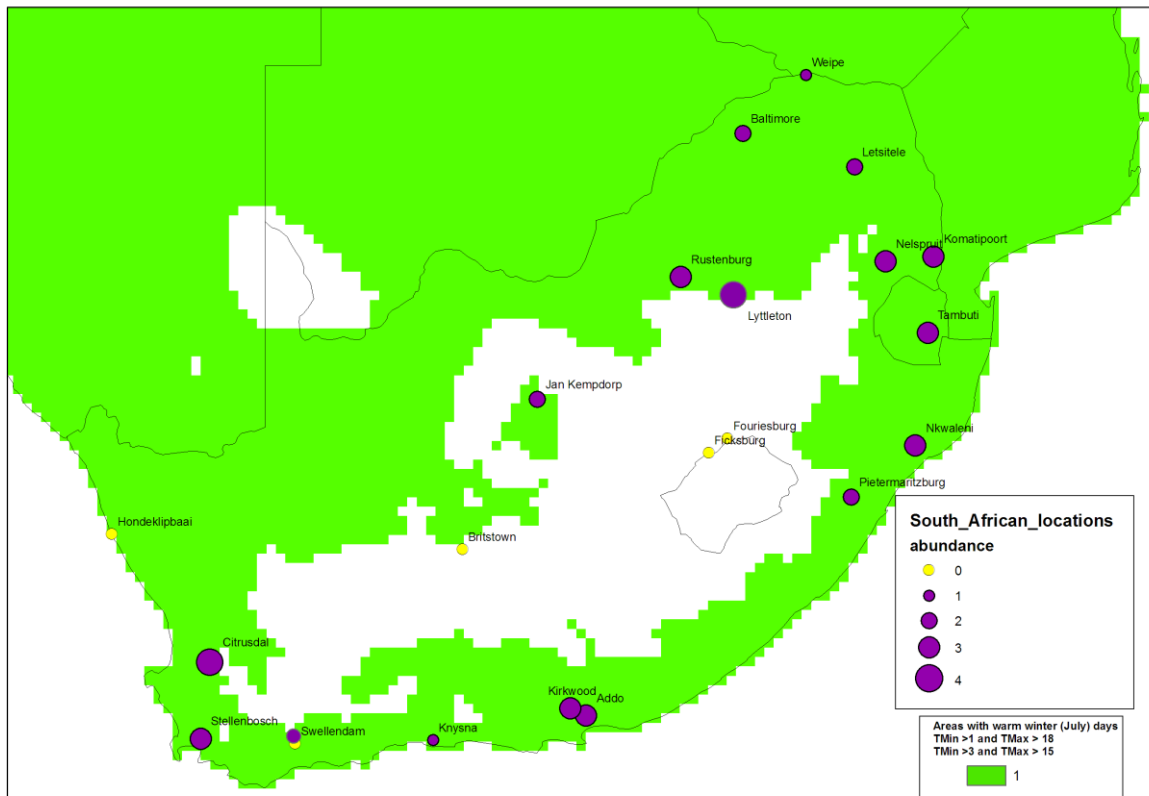 Weipe
Baltimore
Letsitele
Nelspruit
Komatipoort
Rustenburg
Lyttleton
Tambuti
Jan Kempdorp
Fouriesburg
Ficksburg
Nkwaleni
Pietermaritzburg
Hondeklipbaai
Britstown
Citrusdal
Kirkwood
Addo
Stellenbosch
Swellendam
Knysna
South_African_locations
abundance
0
1
2
3
4
Areas with warm winter (July) days
TMin >1 and TMax > 18
TMin >3 and TMax > 15
1